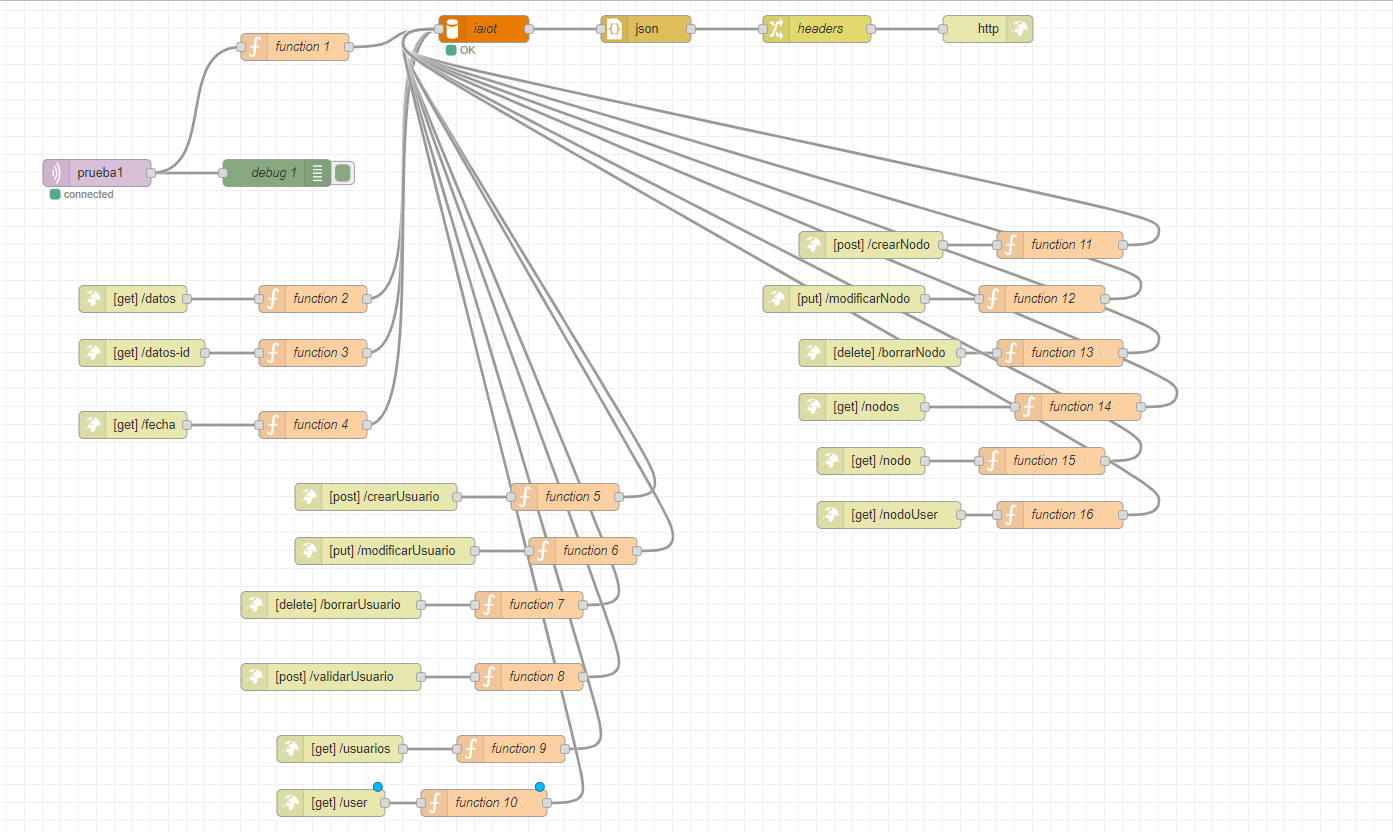 iaiot
json
headers
http
OK
function 1
prueba1
connected
debug 1
[get] /datos
function 2
[get] /datos-id
function 3
[get] /fecha
function 4
[post] /crearUsuario
function 5
[put] /modificarUsuario
function 6
[delete] /borrarUsuario
function 7
[post] /validarUsuario
function 8
[get] /usuarios
function 9
[get] /user
function 10
[post] /crearNodo
function 11
[put] /modificarNodo
function 12
[delete] /borrarNodo
function 13
[get] /nodos
function 14
[get] /nodo
function 15
[get] /nodoUser
function 16